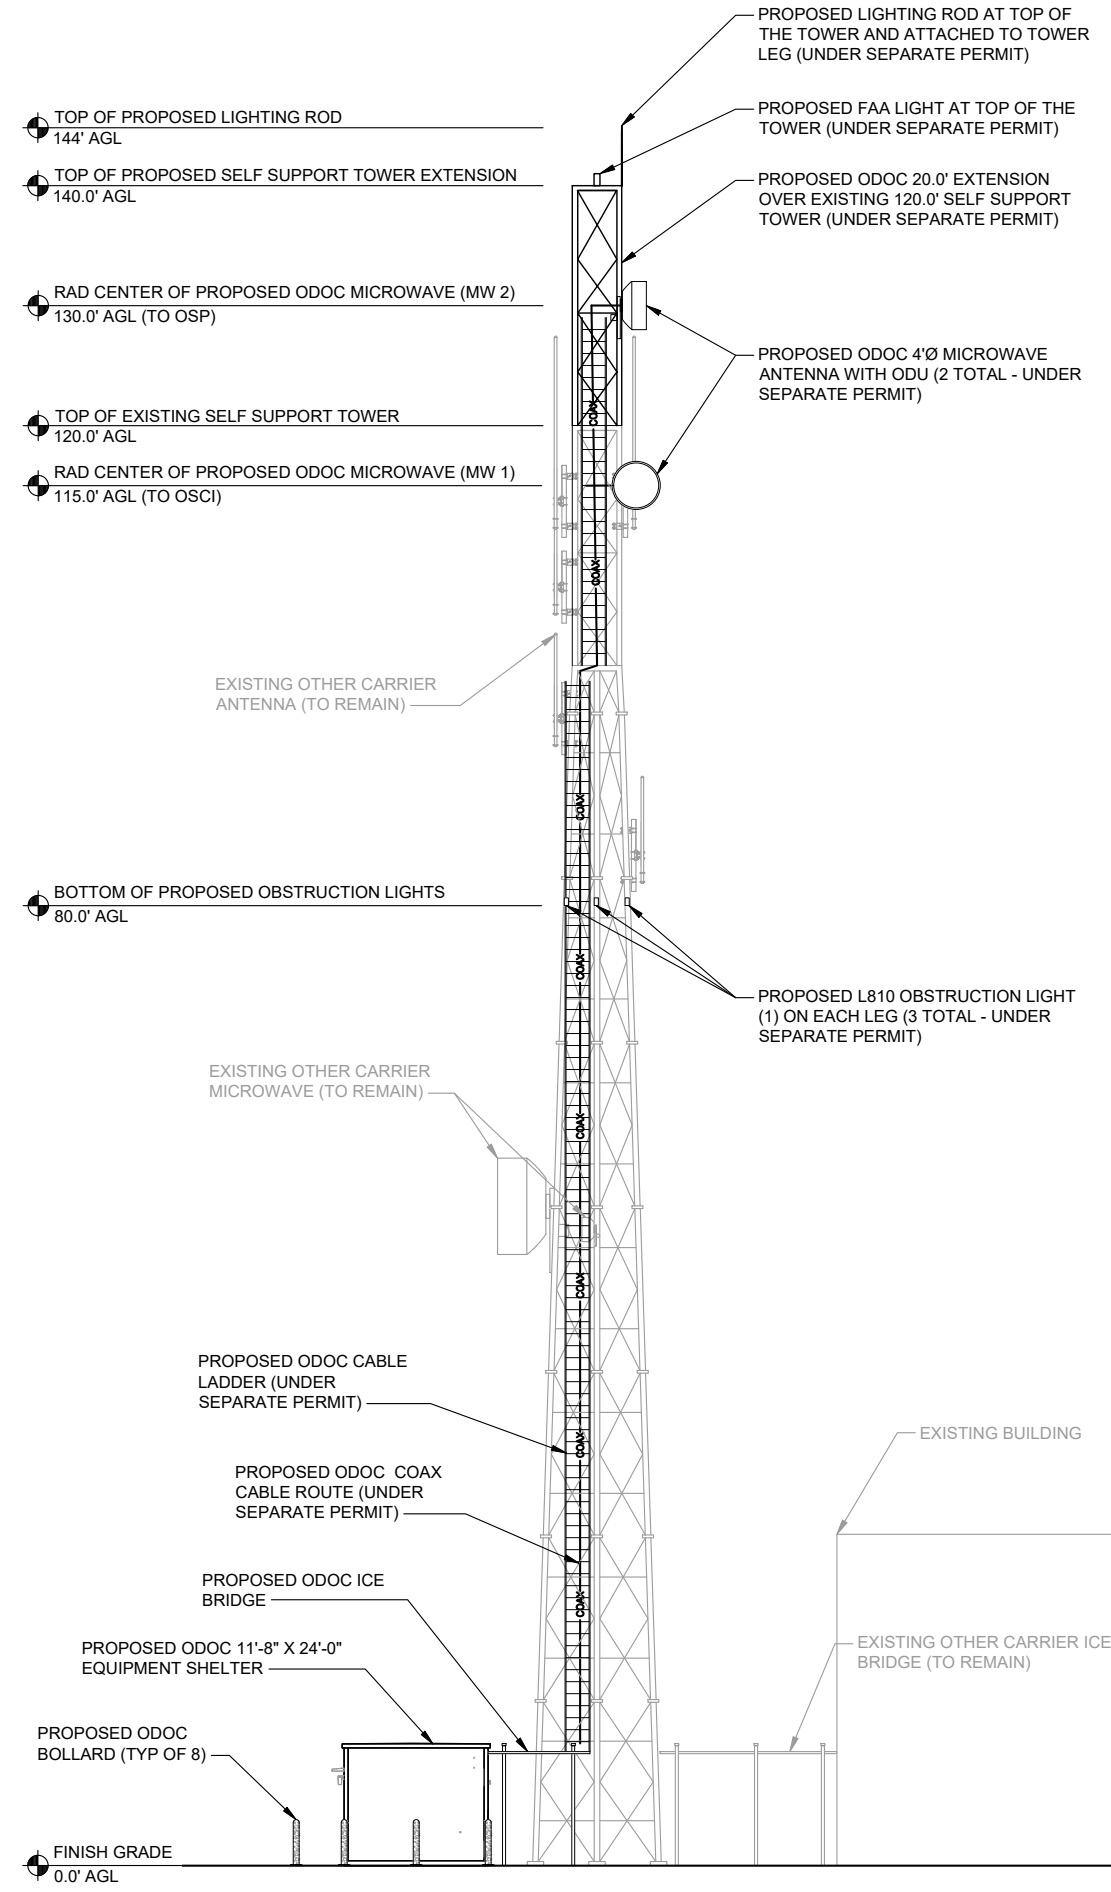 PROPOSED LIGHTING ROD AT TOP OF
THE TOWER AND ATTACHED TO TOWER
LEG (UNDER SEPARATE PERMIT)
TOP OF PROPOSED LIGHTING ROD
144' AGL
PROPOSED FAA LIGHT AT TOP OF THE
TOWER (UNDER SEPARATE PERMIT)
TOP OF PROPOSED SELF SUPPORT TOWER EXTENSION
140.0' AGL
PROPOSED ODOC 20.0' EXTENSION
OVER EXISTING 120.0' SELF SUPPORT
TOWER (UNDER SEPARATE PERMIT)
RAD CENTER OF PROPOSED ODOC MICROWAVE (MW 2)
130.0' AGL (TO OSP)
PROPOSED ODOC 4'Ø MICROWAVE
ANTENNA WITH ODU (2 TOTAL - UNDER
SEPARATE PERMIT)
TOP OF EXISTING SELF SUPPORT TOWER
120.0' AGL
COAX
RAD CENTER OF PROPOSED ODOC MICROWAVE (MW 1)
115.0' AGL (TO OSCI)
COAX
EXISTING OTHER CARRIER
ANTENNA (TO REMAIN)
COAX
BOTTOM OF PROPOSED OBSTRUCTION LIGHTS
80.0' AGL
COAX
PROPOSED L810 OBSTRUCTION LIGHT
(1) ON EACH LEG (3 TOTAL - UNDER
SEPARATE PERMIT)
EXISTING OTHER CARRIER
MICROWAVE (TO REMAIN)
COAX
COAX
PROPOSED ODOC CABLE
LADDER (UNDER
SEPARATE PERMIT)
EXISTING BUILDING
COAX
PROPOSED ODOC COAX
CABLE ROUTE (UNDER
SEPARATE PERMIT)
PROPOSED ODOC ICE
BRIDGE
COAX
PROPOSED ODOC 11'-8" X 24'-0"
EQUIPMENT SHELTER
EXISTING OTHER CARRIER ICE
BRIDGE (TO REMAIN)
PROPOSED ODOC
BOLLARD (TYP OF 8)
FINISH GRADE
0.0' AGL